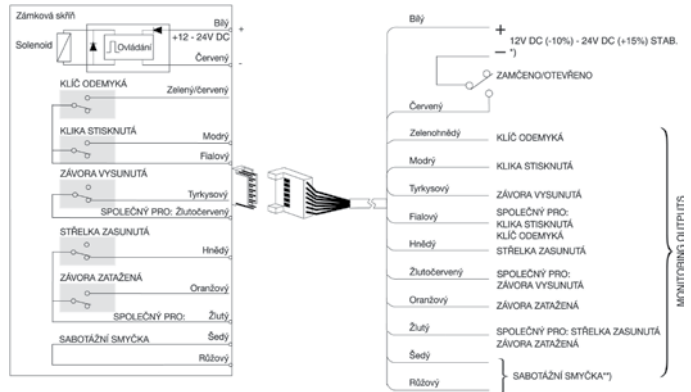 Zámková skříň
Bílý
+
+12 - 24V DC
Solenoid
Ovládání
Červený
-
KLÍČ ODEMYKÁ
Zelený/červený
KLIKA STISKNUTÁ
Modrý
Fialový
ZÁVORA VYSUNUTÁ
Tyrkysový
SPOLEČNÝ PRO: Žlutočervený
STŘELKA ZASUNUTÁ
Hnědý
ZÁVORA ZATAŽENÁ
Oranžový
SPOLEČNÝ PRO: Žlutý
SABOTÁŽNÍ SMYČKA
Šedý
Růžový
Bílý
+
12V DC (-10%) - 24V DC (+15%) STAB.
− *)
ZAMČENO/OTEVŘENO
Červený
Zelenohnědý
KLÍČ ODEMYKÁ
Modrý
KLIKA STISKNUTÁ
Tyrkysový
ZÁVORA VYSUNUTÁ
Fialový
SPOLEČNÝ PRO:
KLIKA STISKNUTÁ
KLÍČ ODEMYKÁ
Hnědý
STŘELKA ZASUNUTÁ
Žlutočervený
SPOLEČNÝ PRO:
ZÁVORA VYSUNUTÁ
Oranžový
ZÁVORA ZATAŽENÁ
Žlutý
SPOLEČNÝ PRO: STŘELKA ZASUNUTÁ
ZÁVORA ZATAŽENÁ
Šedý
SABOTÁŽNÍ SMYČKA**)
Růžový
MONITORING OUTPUTS